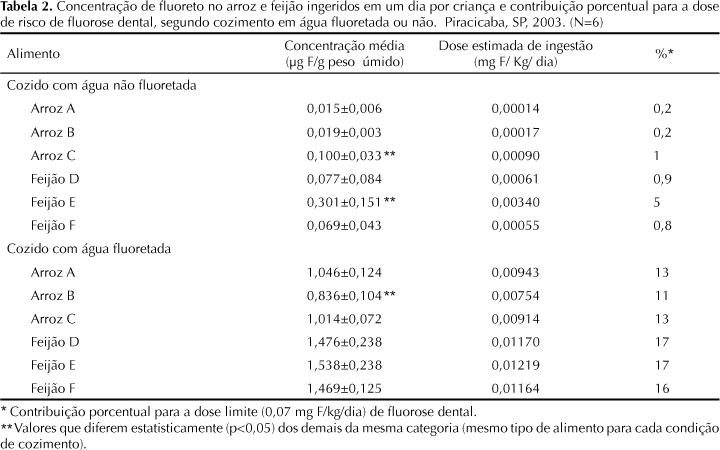 Tabela 2. Concentração de fluoreto no arroz e feijão ingeridos em um dia por criança e contribuição porcentual para a dose
de risco de fluorose dental, segundo cozimento em água fluoretada ou não. Piracicaba, SP, 2003. (N=6)
Alimento Concentração média (µg F/g peso úmido) Dose estimada de ingestão (mg F/ Kg/ dia) %*
Cozido com água não fluoretada
Arroz A 0,015±0,006 0,00014 0,2
Arroz B 0,019±0,003 0,00017 0,2
Arroz C 0,100±0,033** 0,00090 1
Feijão D 0,077±0,084 0,00061 0,9
Feijão E 0,301±0,151** 0,00340 5
Feijão F 0,069±0,043 0,00055 0,8
Cozido com água fluoretada
Arroz A 1,046±0,124 0,00943 13
Arroz B 0,836±0,104** 0,00754 11
Arroz C 1,014±0,072 0,00914 13
Feijão D 1,476±0,238 0,01170 17
Feijão E 1,538±0,238 0,01219 17
Feijão F 1,469±0,125 0,01164 16
* Contribuição porcentual para a dose limite (0,07 mg F/kg/dia) de fluorose dental.
** Valores que diferem estatisticamente (p<0,05) dos demais da mesma categoria (mesmo tipo de alimento para cada condição
de cozimento).